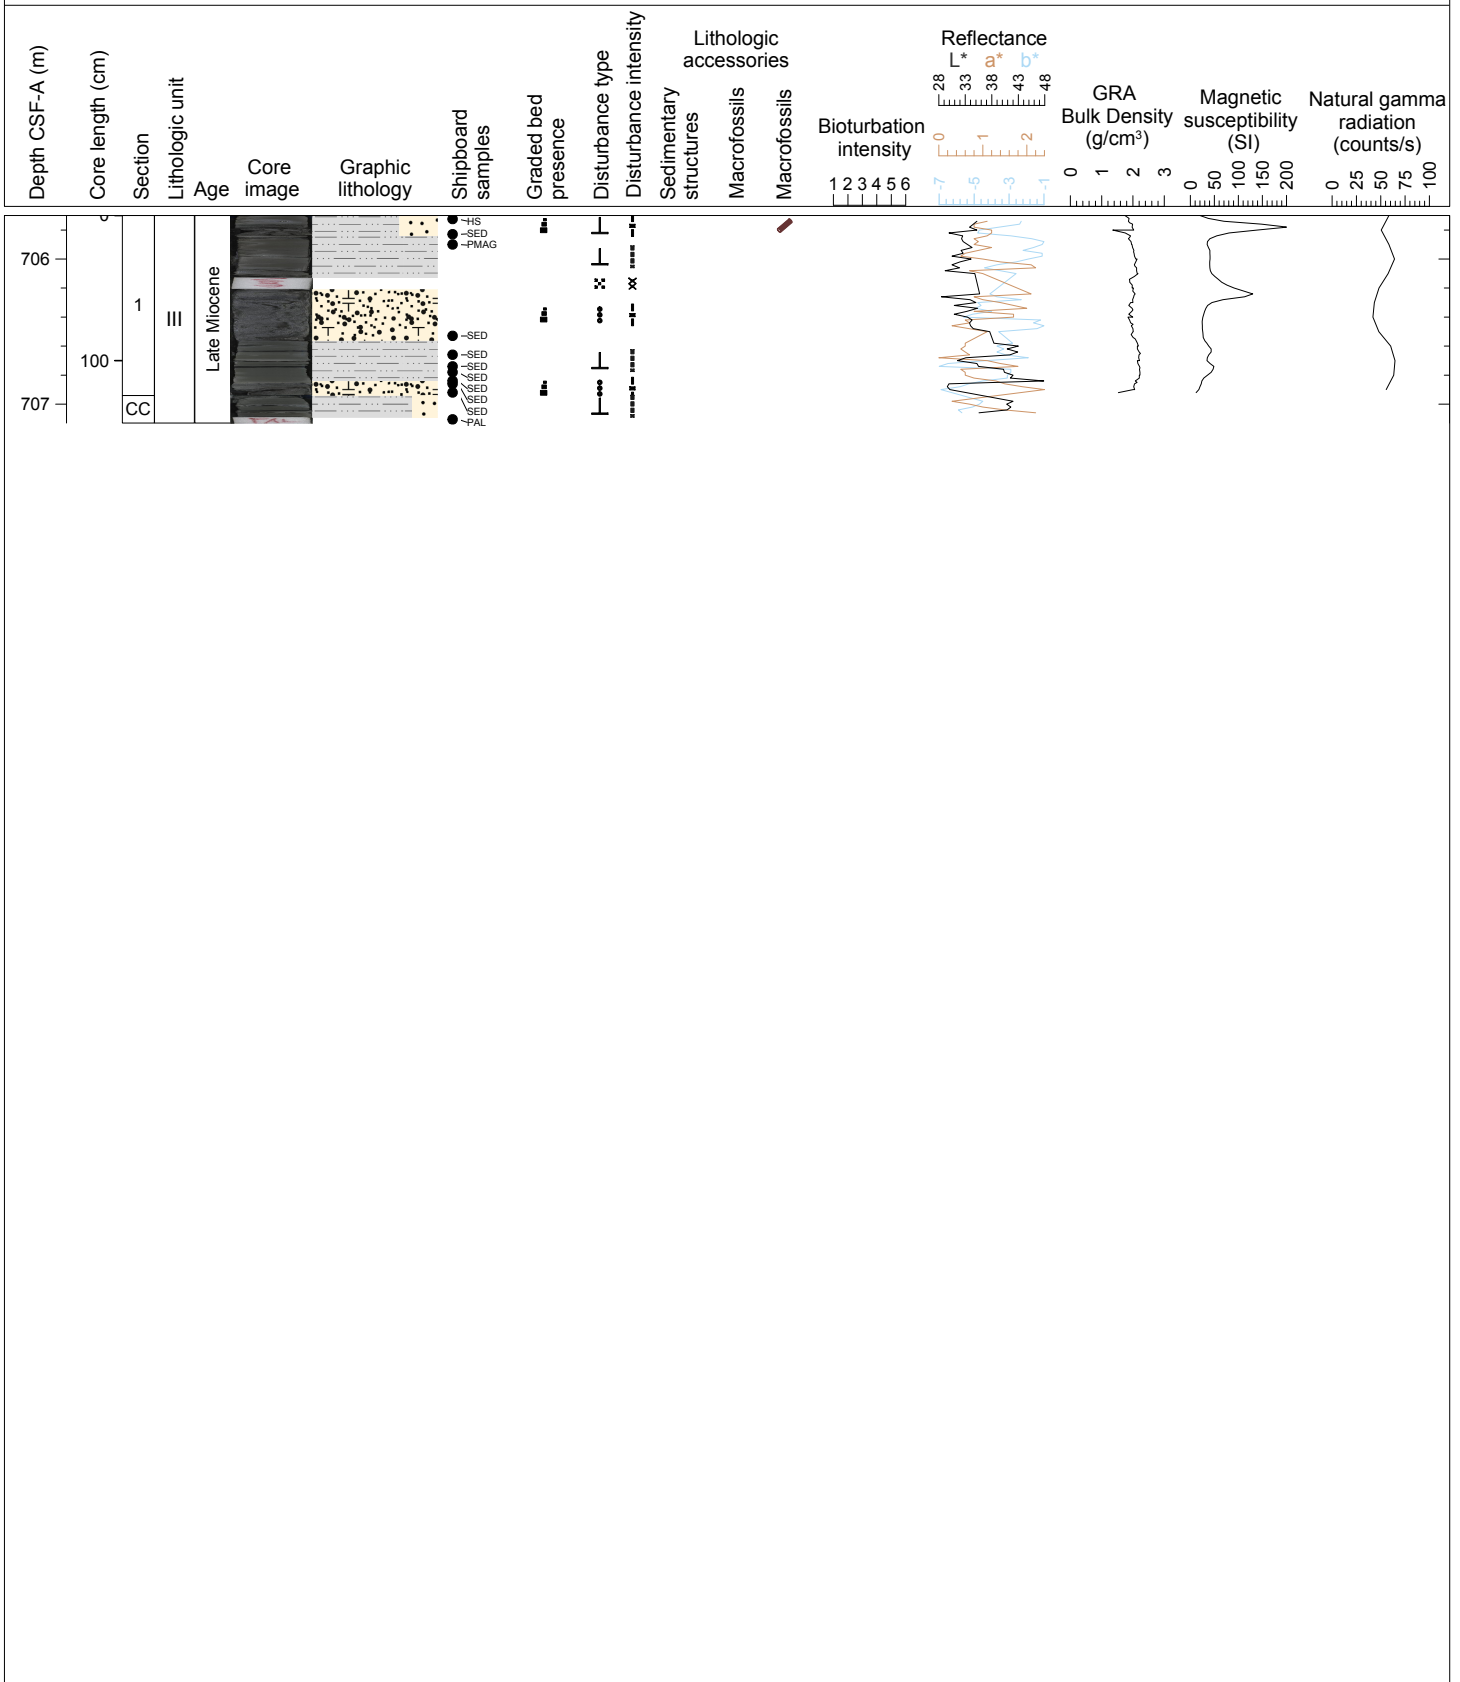 Depth CSF-A (m)
Core length (cm)
Section
Lithologic unit
Age
Core
image
Graphic
lithology
Shipboard
samples
Graded bed
presence
Disturbance type
Disturbance intensity
Lithologic
accessories
Sedimentary
structures
Macrofossils
Macrofossils
Bioturbation
intensity
1 2 3 4 5 6
Reflectance
L* a* b*
28 33 38 43 48
0 1 2
-7 -5 -3 -1
GRA
Bulk Density
(g/cm³)
0 1 2 3
Magnetic
susceptibility
(SI)
0 50 100 150 200
Natural gamma
radiation
(counts/s)
0 25 50 75 100
0
706
100
707
1
CC
III
Late Miocene
HS
SED
PMAG
SED
SED
SED
SED
SED
SED
SED
PAL